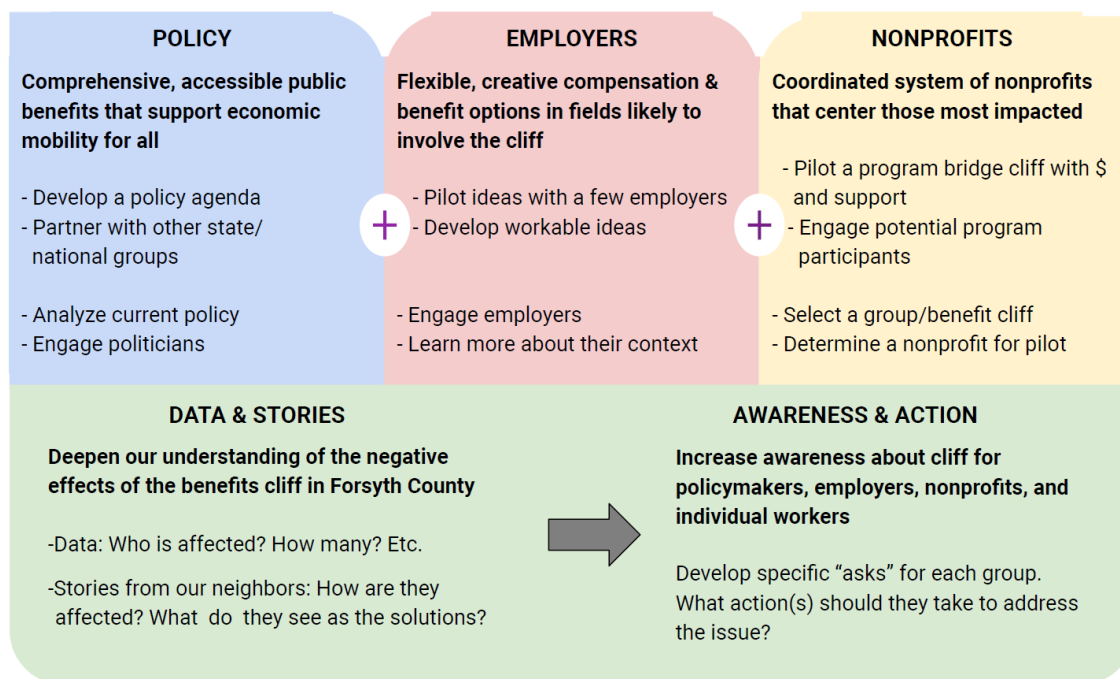 POLICY
Comprehensive, accessible public
benefits that support economic
mobility for all
- Develop a policy agenda
- Partner with other state/
national groups
- Analyze current policy
- Engage politicians
+
EMPLOYERS
Flexible, creative compensation &
benefit options in fields likely to
involve the cliff
- Pilot ideas with a few employers
- Develop workable ideas
- Engage employers
- Learn more about their context
+
NONPROFITS
Coordinated system of nonprofits
that center those most impacted
- Pilot a program bridge cliff with $
and support
- Engage potential program
participants
- Select a group/benefit cliff
- Determine a nonprofit for pilot
DATA & STORIES
Deepen our understanding of the negative
effects of the benefits cliff in Forsyth County
-Data: Who is affected? How many? Etc.
-Stories from our neighbors: How are they
affected? What do they see as the solutions?
AWARENESS & ACTION
Increase awareness about cliff for
policymakers, employers, nonprofits, and
individual workers
Develop specific “asks” for each group.
What action(s) should they take to address
the issue?